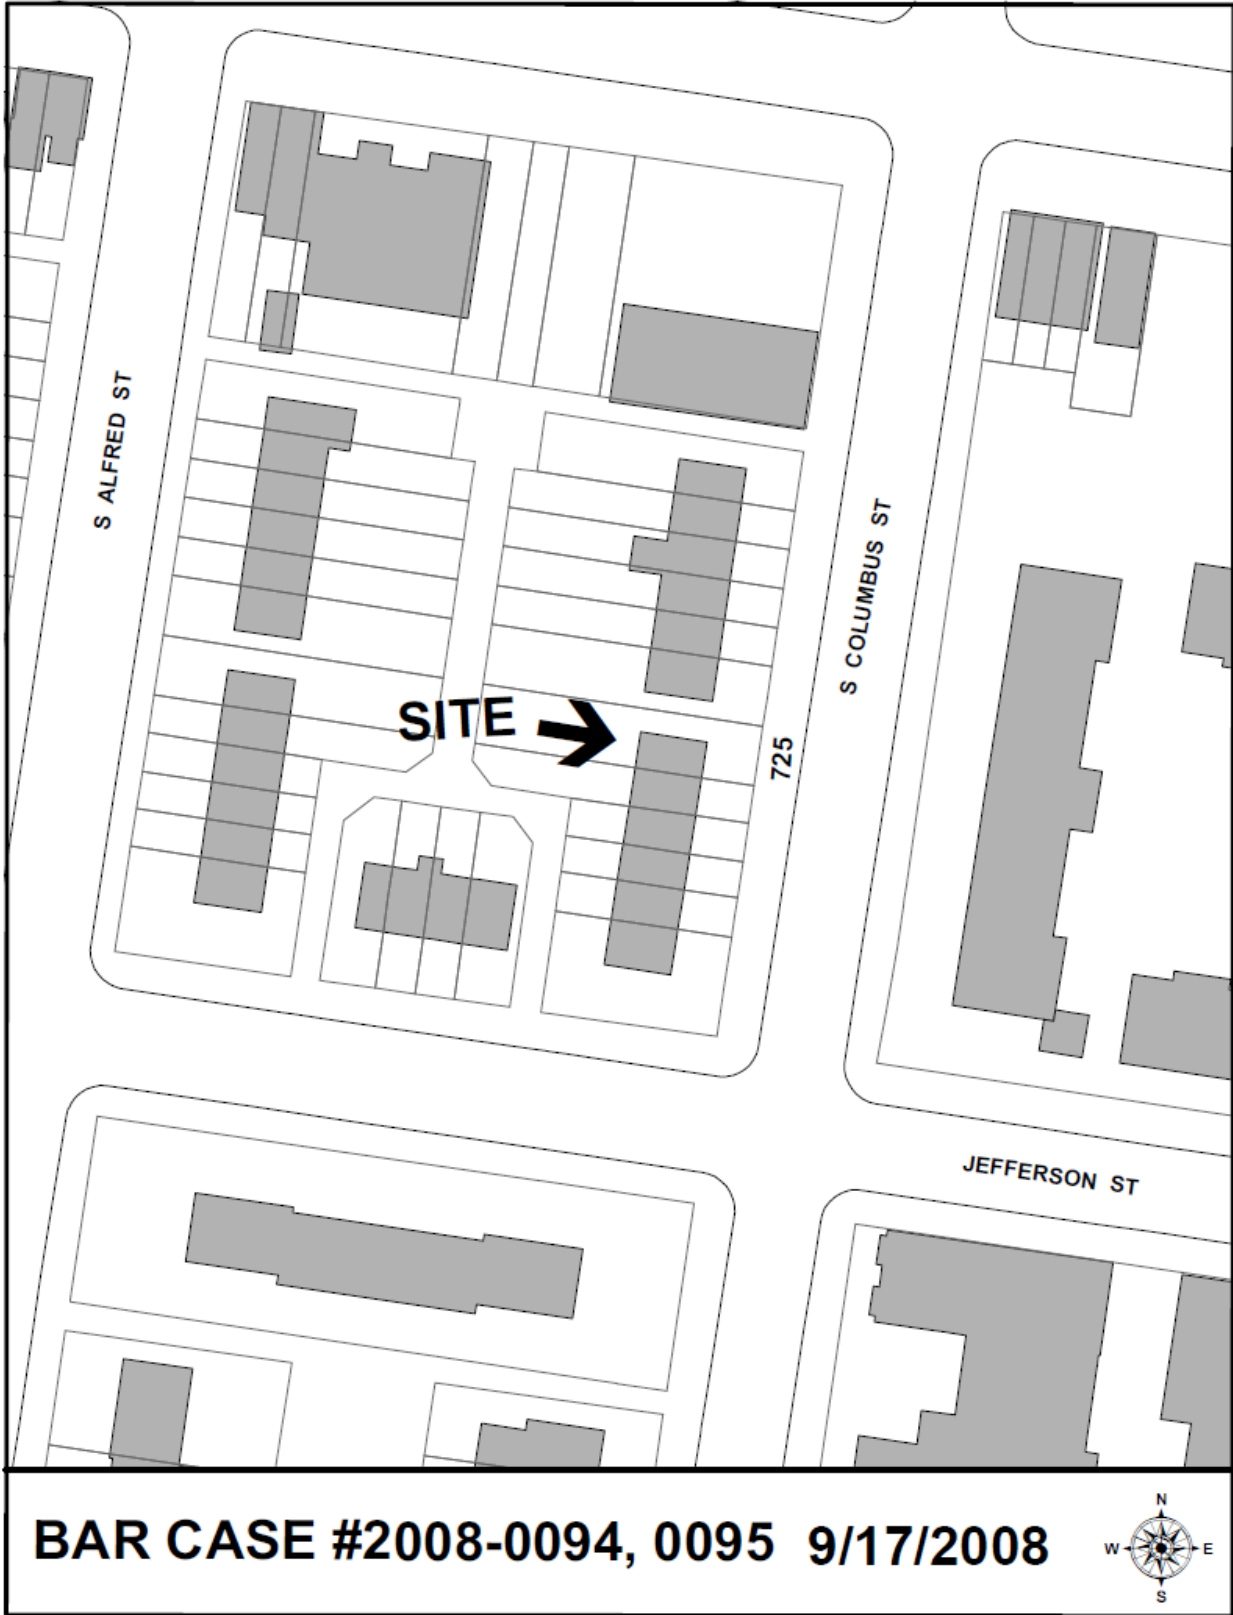 S ALFRED ST
S COLUMBUS ST
SITE
725
JEFFERSON ST
BAR CASE #2008-0094, 0095 9/17/2008
N
W E
S